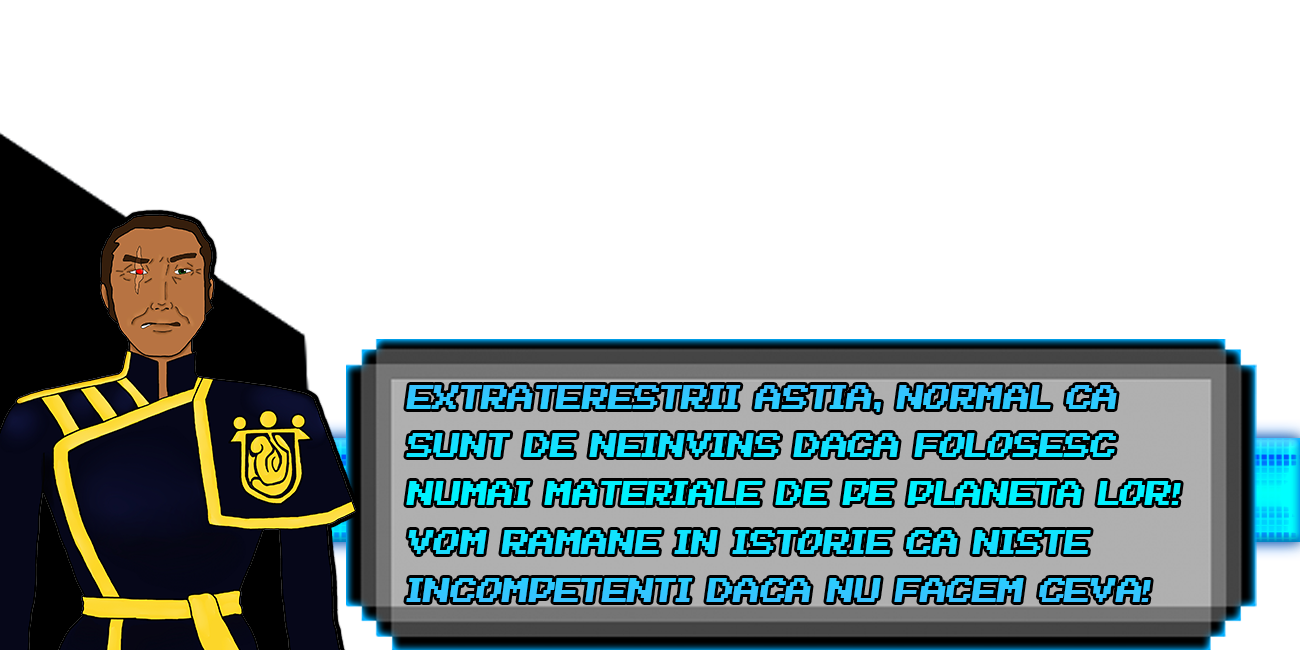 EXTRATERESTRII ASTIA, NORMAL CA
SUNT DE NEINVINS DACA FOLOSESC
NUMAI MATERIALE DE PE PLANETA LOR!
VOM RAMANE IN ISTORIE CA NISTE
INCOMPETENTI DACA NU FACEM CEVA!